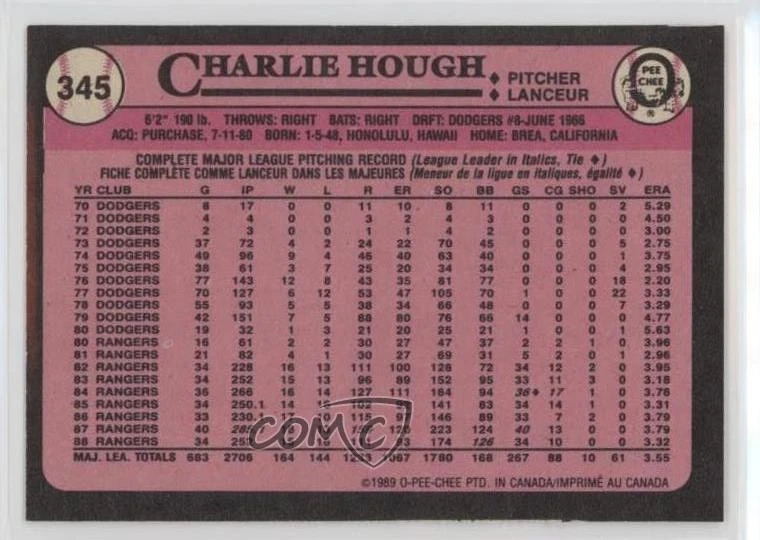 345
CHARLIE HOUGH ♦ PITCHER
♦ LANCEUR
O PEE CHEE ®
6'2" 190 lb. THROWS: RIGHT BATS: RIGHT DRFT: DODGERS #8-JUNE 1966
ACQ: PURCHASE, 7-11-80 BORN: 1-5-48, HONOLULU, HAWAII HOME: BREA, CALIFORNIA
COMPLETE MAJOR LEAGUE PITCHING RECORD (League Leader in Italics, Tie ♦)
FICHE COMPLÈTE COMME LANCEUR DANS LES MAJEURES (Meneur de la ligue en italiques, égalité ♦)
YR CLUB G IP W L R ER SO BB GS CG SHO SV ERA
70 DODGERS 8 17 0 0 11 10 8 11 0 0 0 2 5.29
71 DODGERS 4 4 0 0 3 2 4 3 0 0 0 0 4.50
72 DODGERS 2 3 0 0 1 1 4 2 0 0 0 0 3.00
73 DODGERS 37 72 4 2 24 22 70 45 0 0 0 5 2.75
74 DODGERS 49 96 9 4 45 40 63 40 0 0 0 1 3.75
75 DODGERS 38 61 3 7 25 20 34 34 0 0 0 4 2.95
76 DODGERS 77 143 12 8 43 35 81 77 0 0 0 18 2.20
77 DODGERS 70 127 6 12 53 47 105 70 1 0 0 22 3.33
78 DODGERS 55 93 5 5 38 34 66 48 0 0 0 7 3.29
79 DODGERS 42 151 7 5 88 80 76 66 14 0 0 0 4.77
80 DODGERS 19 32 1 3 21 20 25 21 1 0 0 1 5.63
80 RANGERS 16 61 2 2 30 27 47 37 2 2 1 0 3.96
81 RANGERS 21 82 4 1 30 27 69 31 5 2 0 1 2.96
82 RANGERS 34 228 16 13 111 100 128 72 34 12 2 0 3.95
83 RANGERS 34 252 15 13 96 89 152 95 33 11 3 0 3.18
84 RANGERS 36 266 16 14 127 111 164 94 36♦ 17 1 0 3.76
85 RANGERS 34 250.1 14 102 141 83 34 14 1 0 3.31
86 RANGERS 33 230.1 17 10 115 97 146 89 33 7 2 0 3.79
87 RANGERS 40 120 223 124 40 13 0 0 3.79
88 RANGERS 34 174 126 34 10 0 0 3.32
MAJ. LEA. TOTALS 683 2706 164 144 1067 1780 168 267 88 10 61 3.55
COMC
©1989 O-PEE-CHEE PTD. IN CANADA/IMPRIMÉ AU CANADA